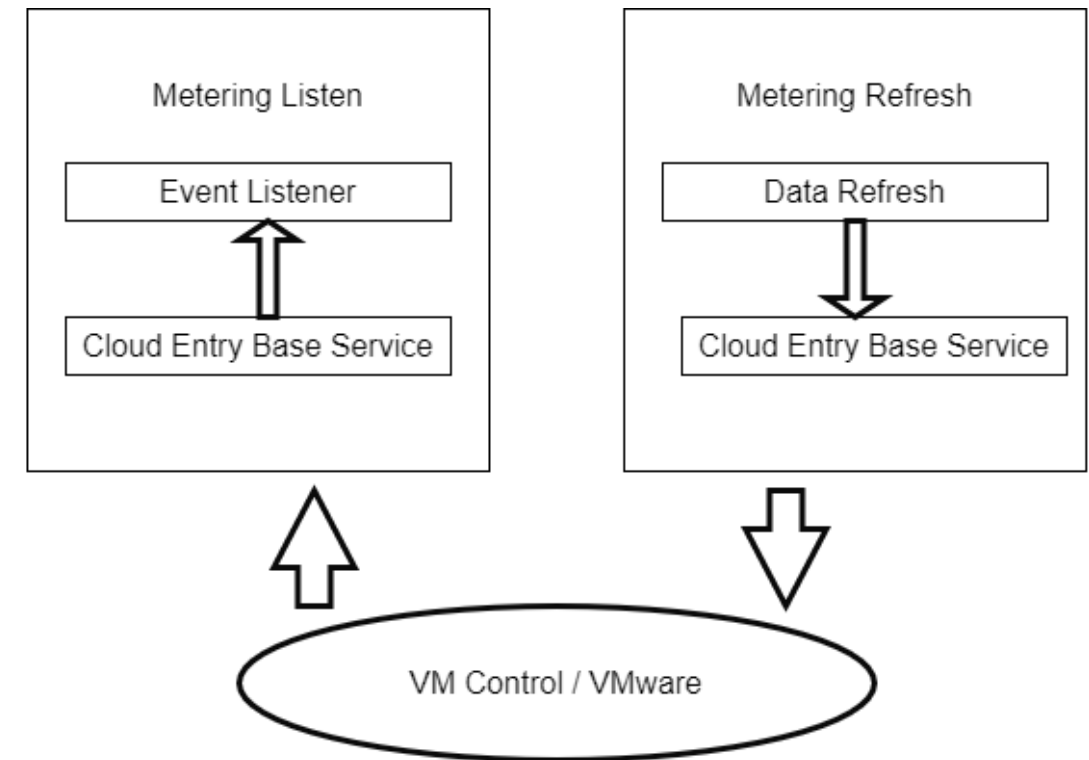 Metering Listen
Event Listener
Cloud Entry Base Service
Metering Refresh
Data Refresh
Cloud Entry Base Service
VM Control / VMware